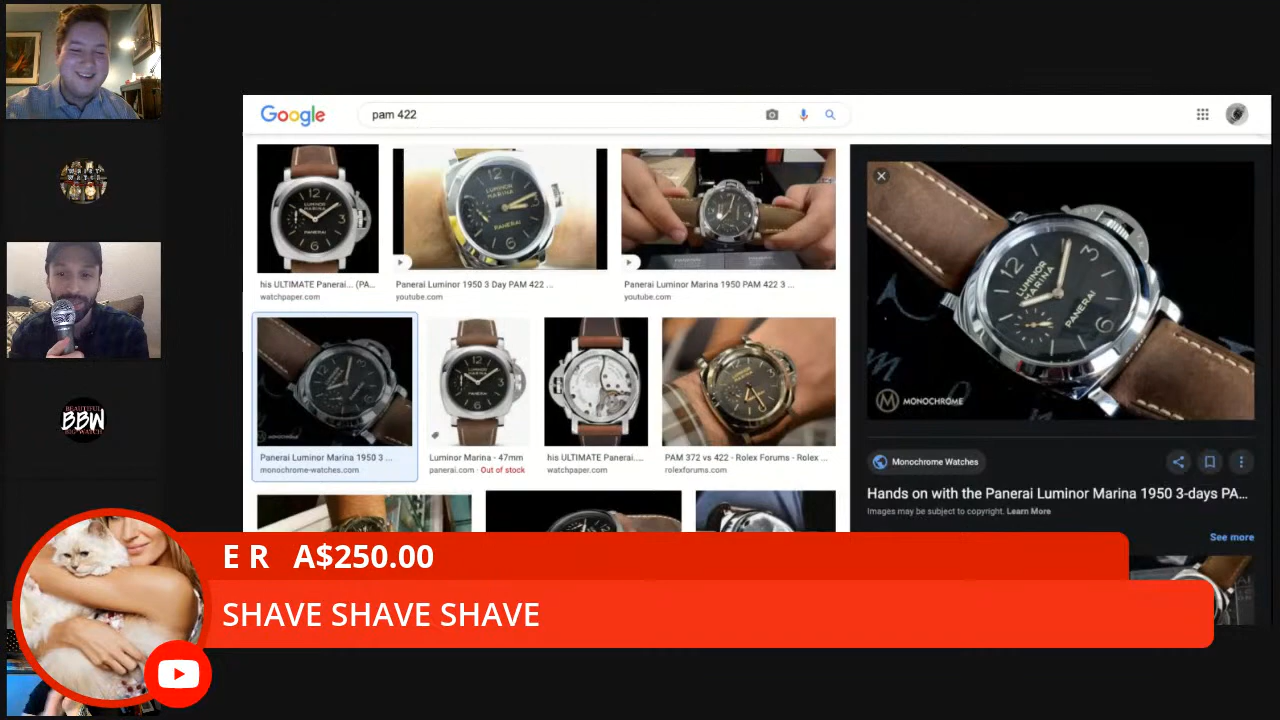 Google
pam 422
his ULTIMATE Panerai... (PA...
watchpaper.com
Panerai Luminor 1950 3 Day PAM 422 ...
youtube.com
Panerai Luminor Marina 1950 PAM 422 3 ...
youtube.com
LUMINOR
MARINA
PANERAI
MONOCHROME
Panerai Luminor Marina 1950 3 ...
monochrome-watches.com
Luminor Marina - 47mm
panerai.com · Out of stock
his ULTIMATE Panerai....
watchpaper.com
PAM 372 vs 422 - Rolex Forums - Rolex ...
rolexforums.com
Monochrome Watches
Hands on with the Panerai Luminor Marina 1950 3-days PA...
Images may be subject to copyright. Learn More
See more
BEAUTIFUL
BBW
BIG WATCH
E R A$250.00
SHAVE SHAVE SHAVE